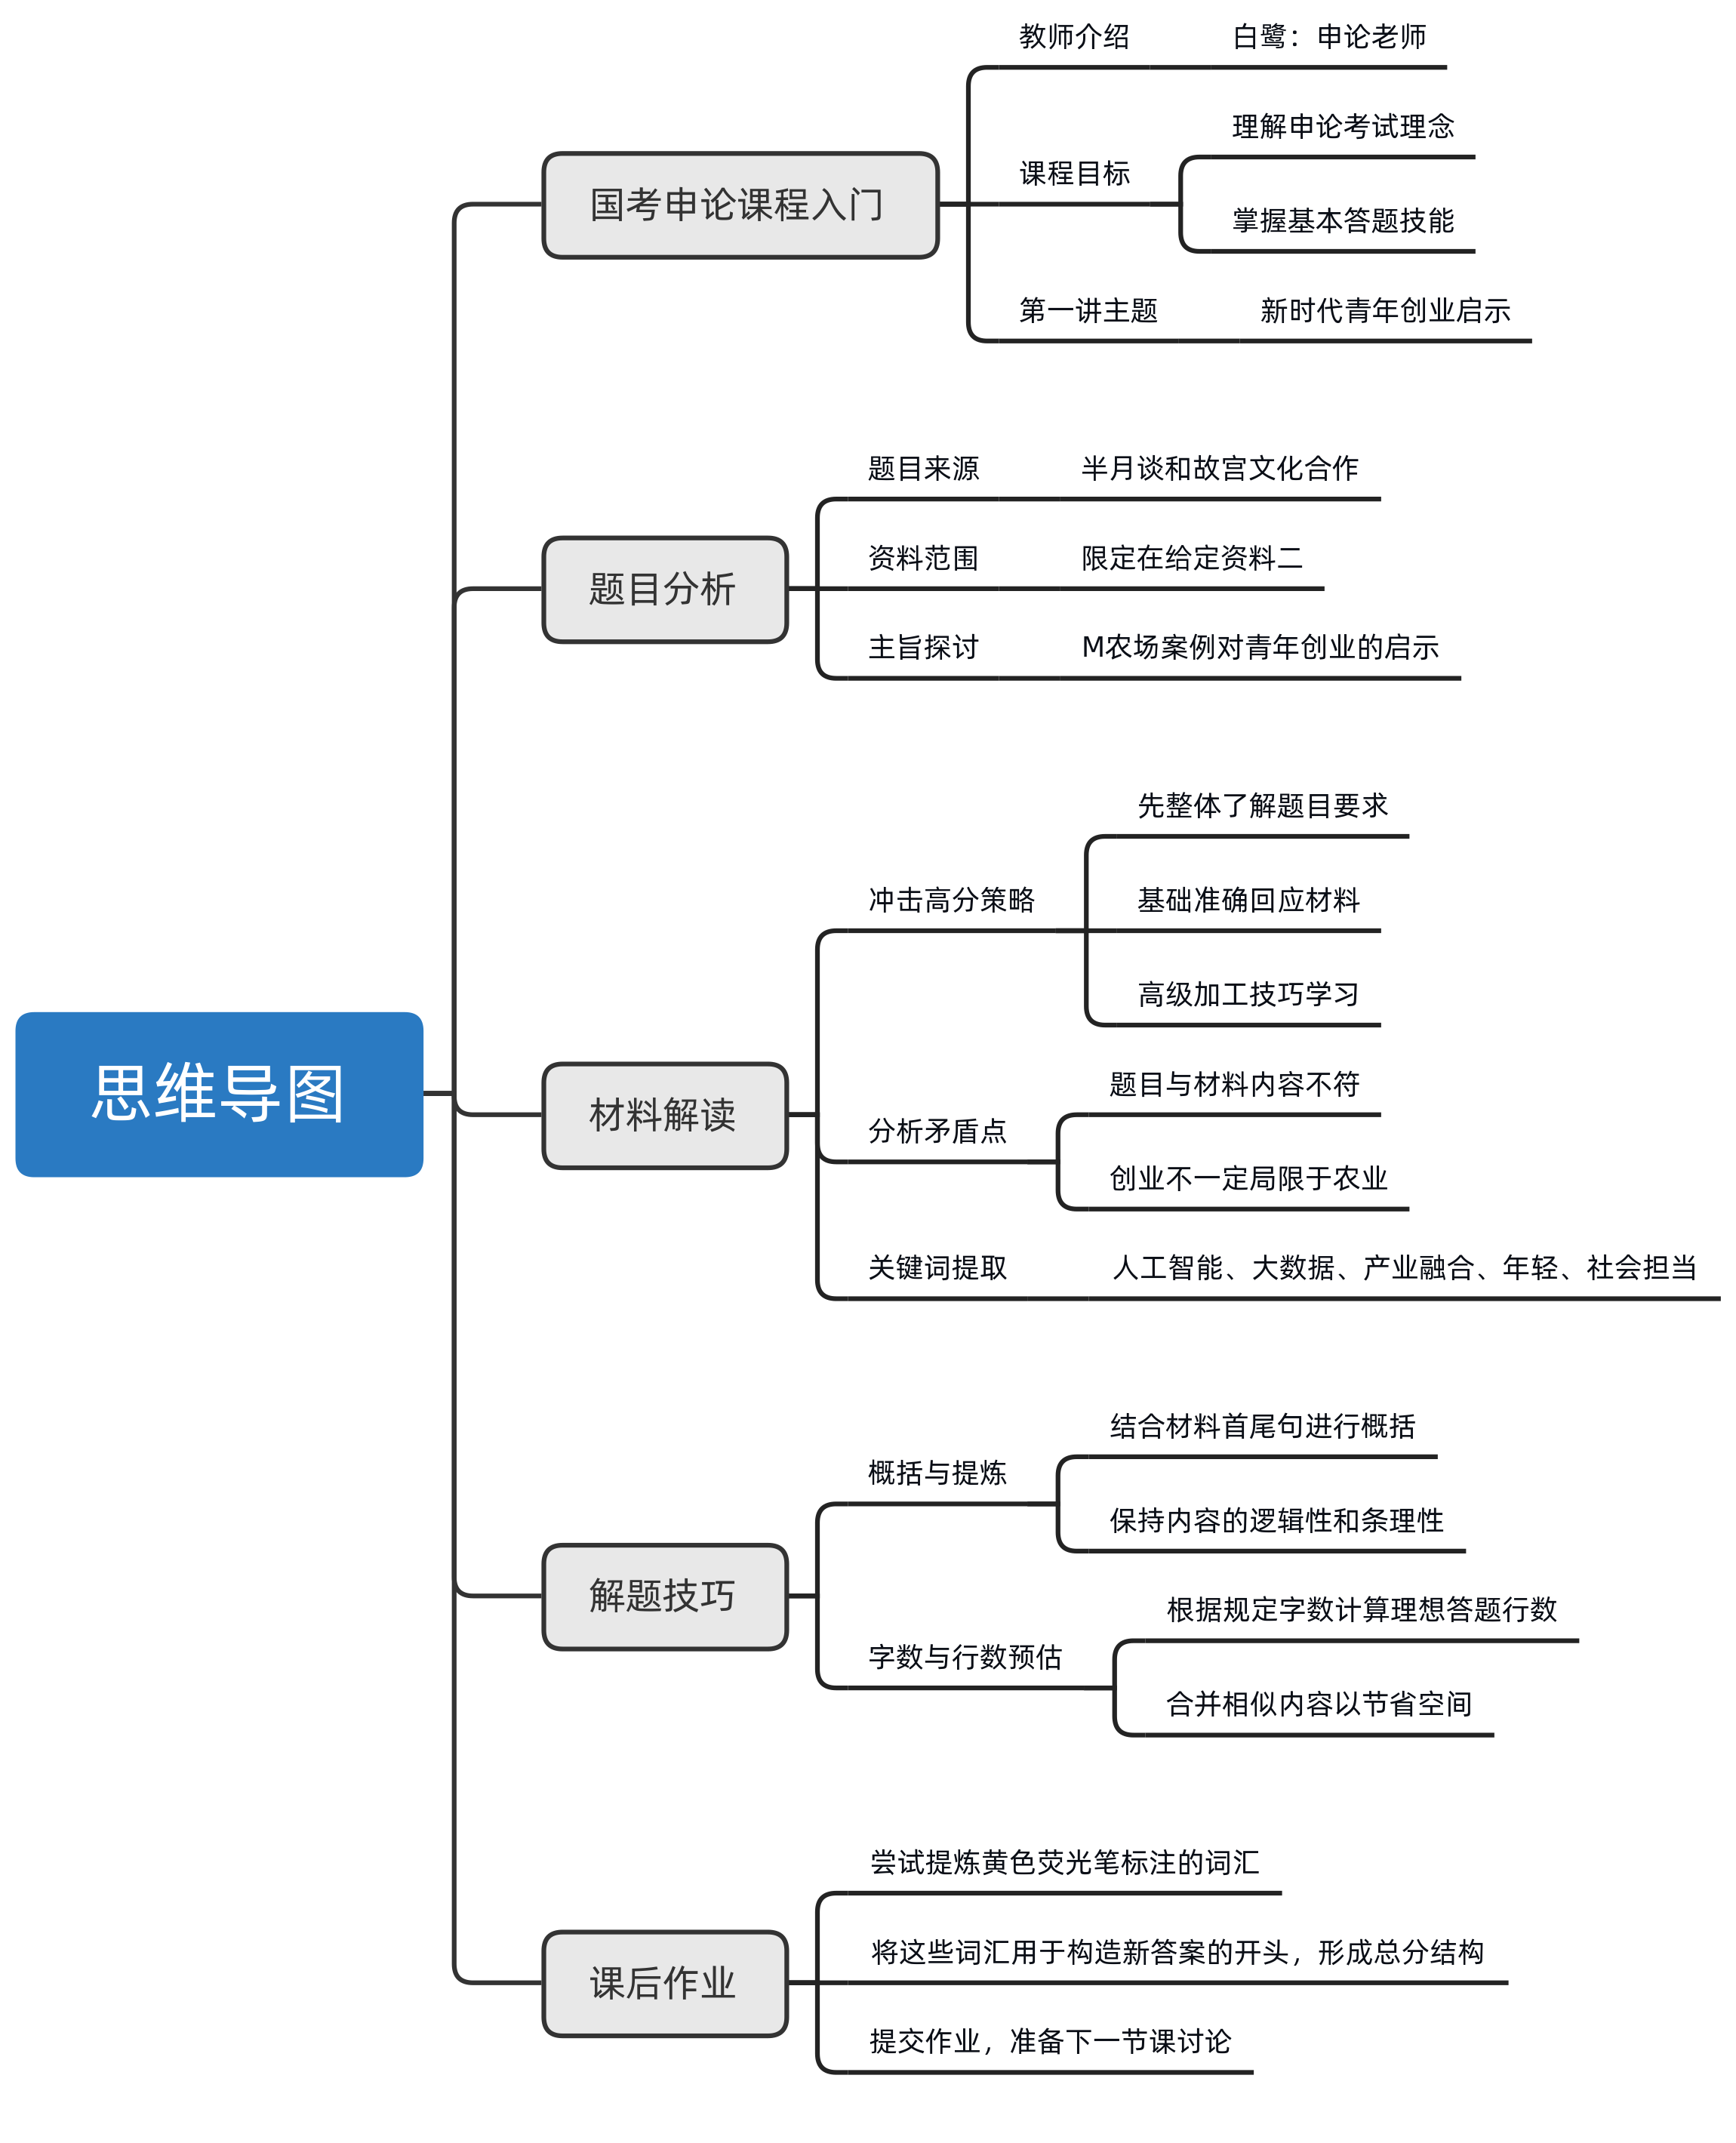 思维导图
国考申论课程入门
教师介绍
白鹭：申论老师
课程目标
理解申论考试理念
掌握基本答题技能
第一讲主题
新时代青年创业启示
题目分析
题目来源
半月谈和故宫文化合作
资料范围
限定在给定资料二
主旨探讨
M农场案例对青年创业的启示
材料解读
冲击高分策略
先整体了解题目要求
基础准确回应材料
高级加工技巧学习
分析矛盾点
题目与材料内容不符
创业不一定局限于农业
关键词提取
人工智能、大数据、产业融合、年轻、社会担当
解题技巧
概括与提炼
结合材料首尾句进行概括
保持内容的逻辑性和条理性
字数与行数预估
根据规定字数计算理想答题行数
合并相似内容以节省空间
课后作业
尝试提炼黄色荧光笔标注的词汇
将这些词汇用于构造新答案的开头，形成总分结构
提交作业，准备下一节课讨论